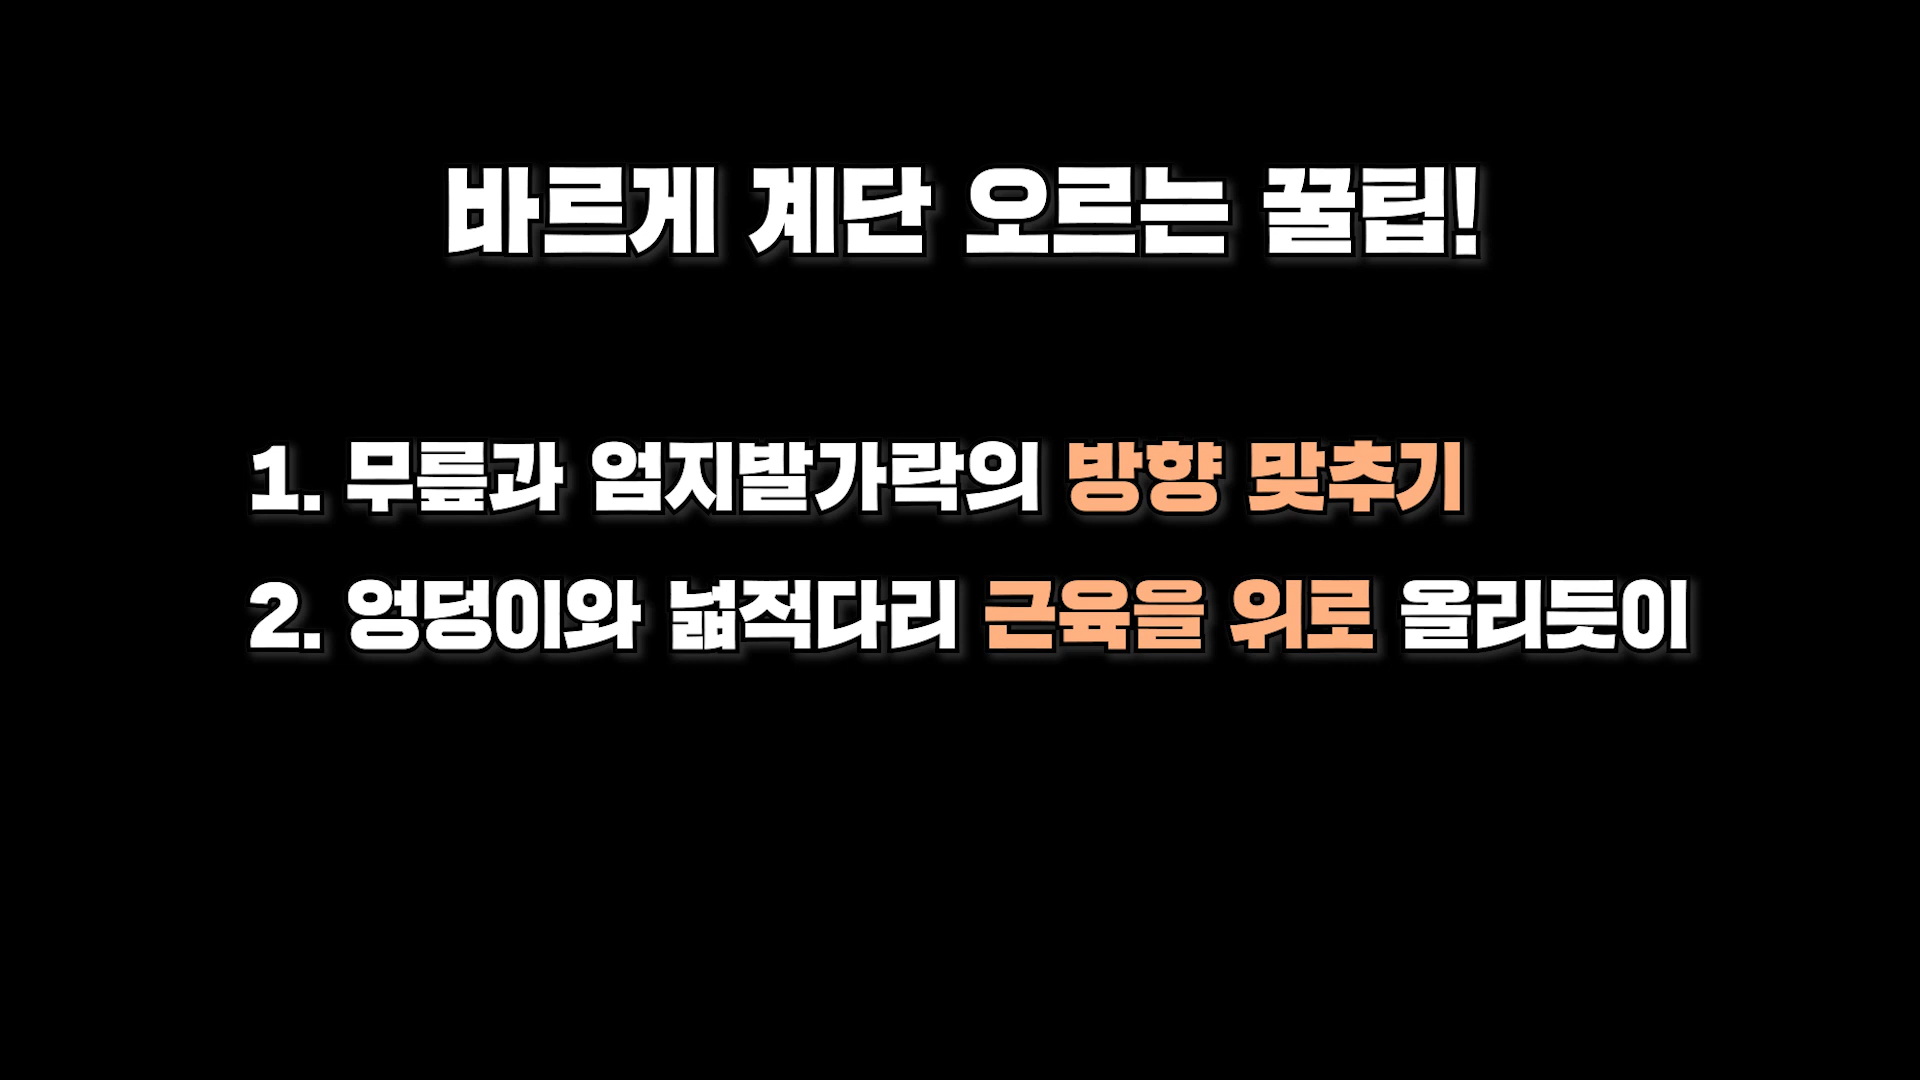 바르게 계단 오르는 꿀팁!
1. 무릎과 엄지발가락의 방향 맞추기
2. 엉덩이와 넓적다리 근육을 위로 올리듯이